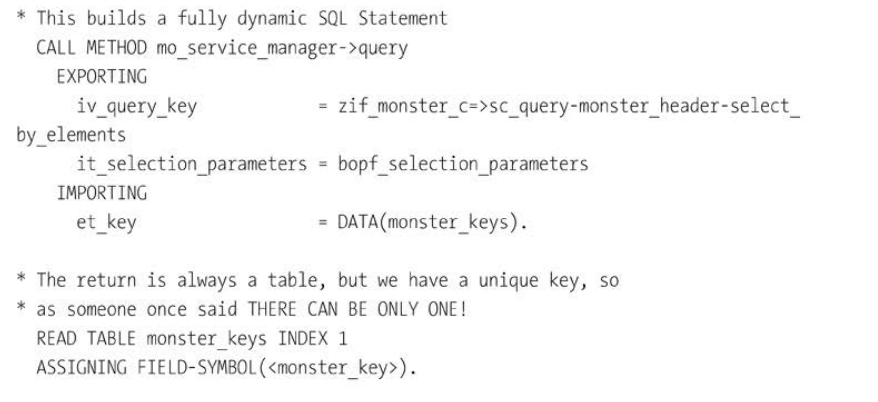 * This builds a fully dynamic SQL Statement
CALL METHOD mo_service_manager->query
EXPORTING
iv_query_key = zif_monster_c=>sc_query-monster_header-select_
by_elements
it_selection_parameters = bopf_selection_parameters
IMPORTING
et_key = DATA(monster_keys).
* The return is always a table, but we have a unique key, so
* as someone once said THERE CAN BE ONLY ONE!
READ TABLE monster_keys INDEX 1
ASSIGNING FIELD-SYMBOL(<monster_key>).